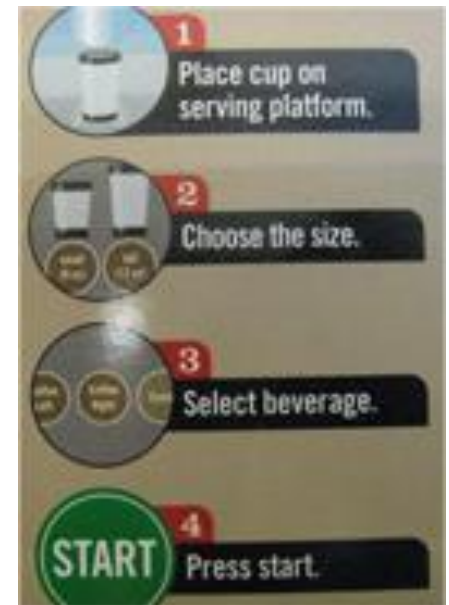 1
Place cup on
serving platform.
2
Choose the size.
3
Select beverage.
START
4
Press start.